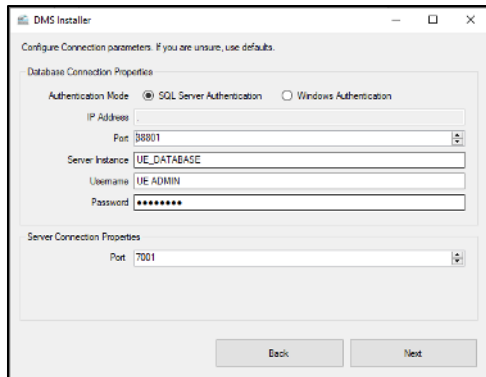 DMS Installer
Configure Connection parameters. If you are unsure, use defaults.
Database Connection Properties
Authentication Mode SQL Server Authentication Windows Authentication
IP Address .
Port 38801
Server Instance UE_DATABASE
Username UE ADMIN
Password ●●●●●●●●
Server Connection Properties
Port 7001
Back Next